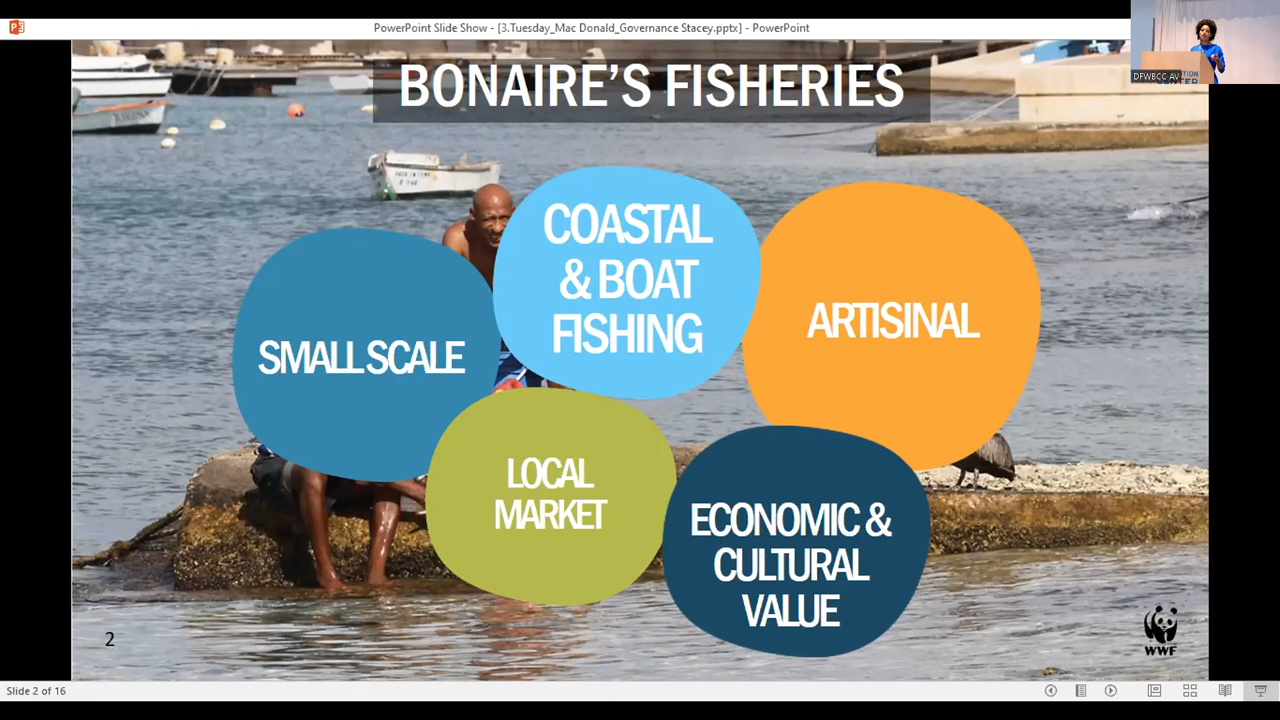 PowerPoint Slide Show - [3.Tuesday_Mac Donald_Governance Stacey.pptx] - PowerPoint
DFWBCC AV
CENTER
BONAIRE'S FISHERIES
COASTAL
& BOAT
FISHING
ARTISINAL
SMALL SCALE
LOCAL
MARKET
ECONOMIC &
CULTURAL
VALUE
2
WWF
Slide 2 of 16